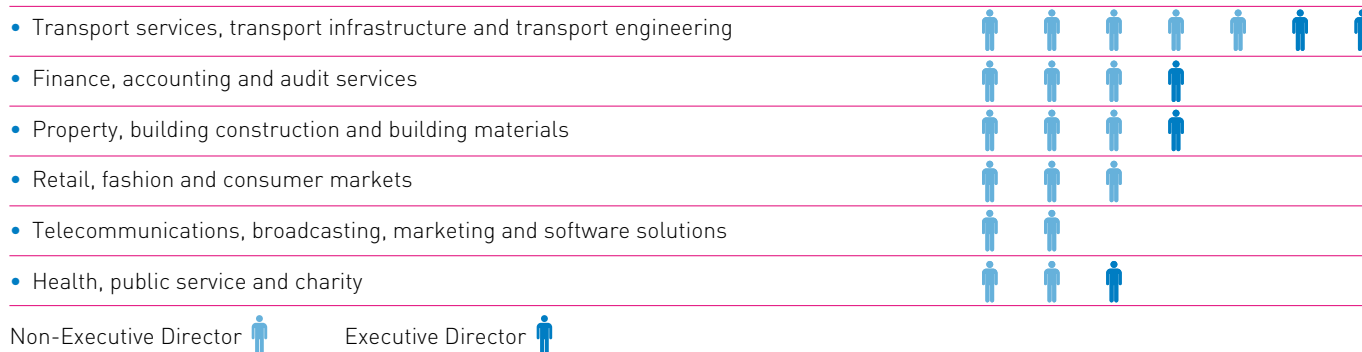 • Transport services, transport infrastructure and transport engineering
• Finance, accounting and audit services
• Property, building construction and building materials
• Retail, fashion and consumer markets
• Telecommunications, broadcasting, marketing and software solutions
• Health, public service and charity
Non-Executive Director Executive Director